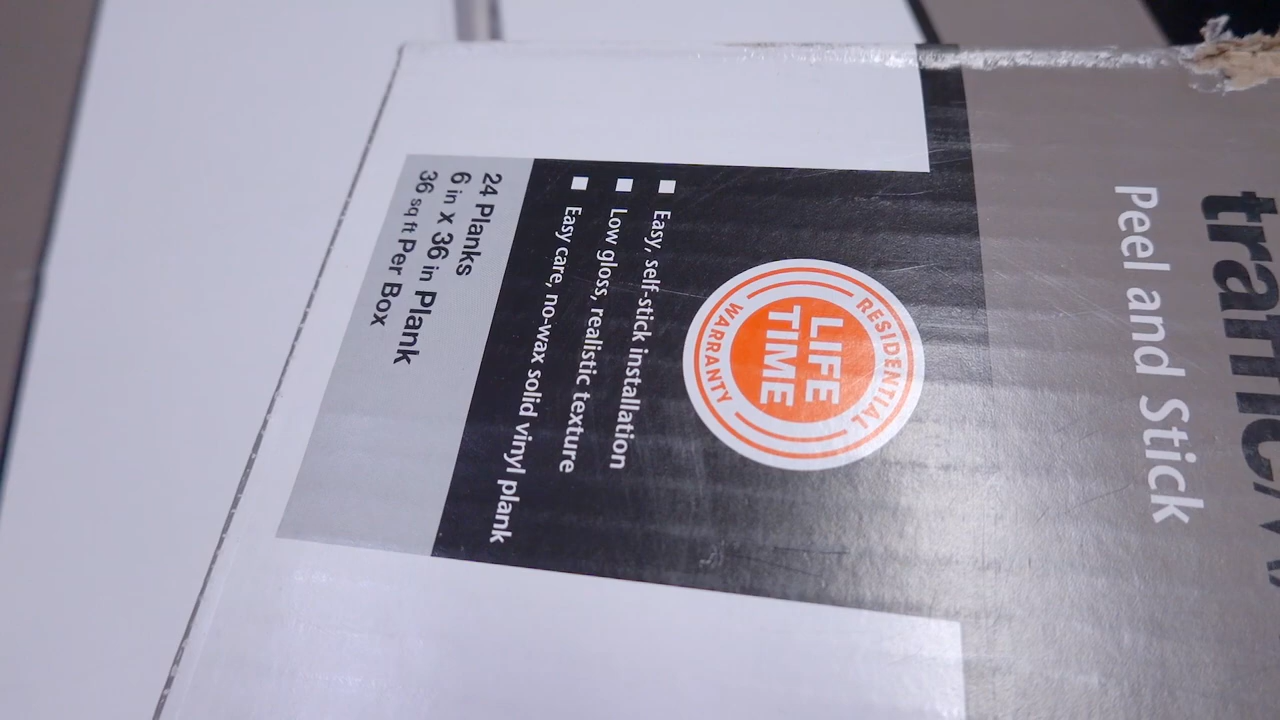 Peel and Stick
RESIDENTIAL
LIFE
TIME
WARRANTY
Easy, self-stick installation
Low gloss, realistic texture
Easy care, no-wax solid vinyl plank
24 Planks
6 in x 36 in Plank
36 sq ft Per Box